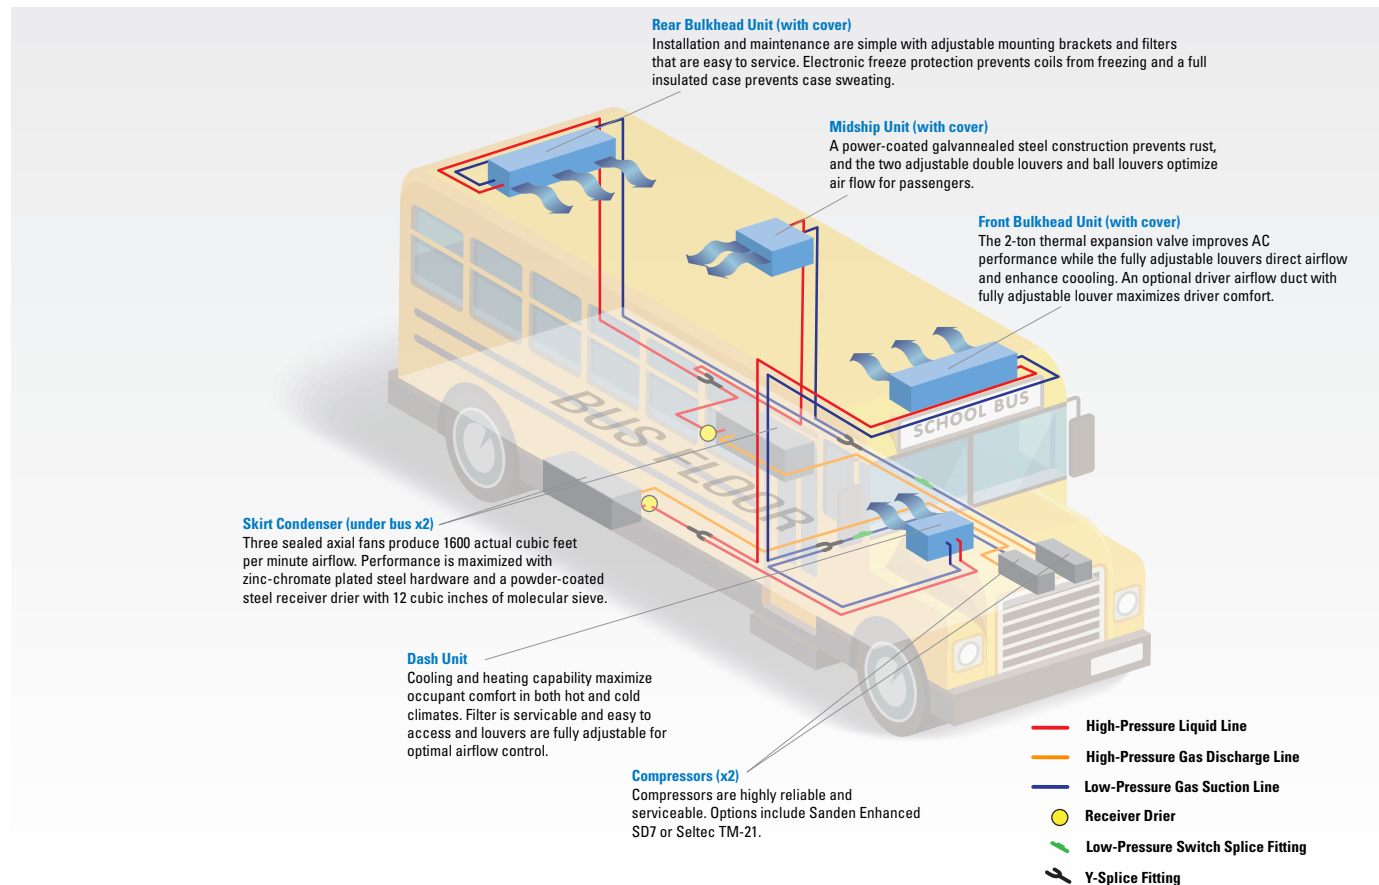 Rear Bulkhead Unit (with cover)
Installation and maintenance are simple with adjustable mounting brackets and filters
that are easy to service. Electronic freeze protection prevents coils from freezing and a full
insulated case prevents case sweating.
Midship Unit (with cover)
A power-coated galvannealed steel construction prevents rust,
and the two adjustable double louvers and ball louvers optimize
air flow for passengers.
Front Bulkhead Unit (with cover)
The 2-ton thermal expansion valve improves AC
performance while the fully adjustable louvers direct airflow
and enhance coooling. An optional driver airflow duct with
fully adjustable louver maximizes driver comfort.
SCHOOL BUS
BUS FLOOR
Skirt Condenser (under bus x2)
Three sealed axial fans produce 1600 actual cubic feet
per minute airflow. Performance is maximized with
zinc-chromate plated steel hardware and a powder-coated
steel receiver drier with 12 cubic inches of molecular sieve.
Dash Unit
Cooling and heating capability maximize
occupant comfort in both hot and cold
climates. Filter is servicable and easy to
access and louvers are fully adjustable for
optimal airflow control.
Compressors (x2)
Compressors are highly reliable and
serviceable. Options include Sanden Enhanced
SD7 or Seltec TM-21.
High-Pressure Liquid Line
High-Pressure Gas Discharge Line
Low-Pressure Gas Suction Line
Receiver Drier
Low-Pressure Switch Splice Fitting
Y-Splice Fitting